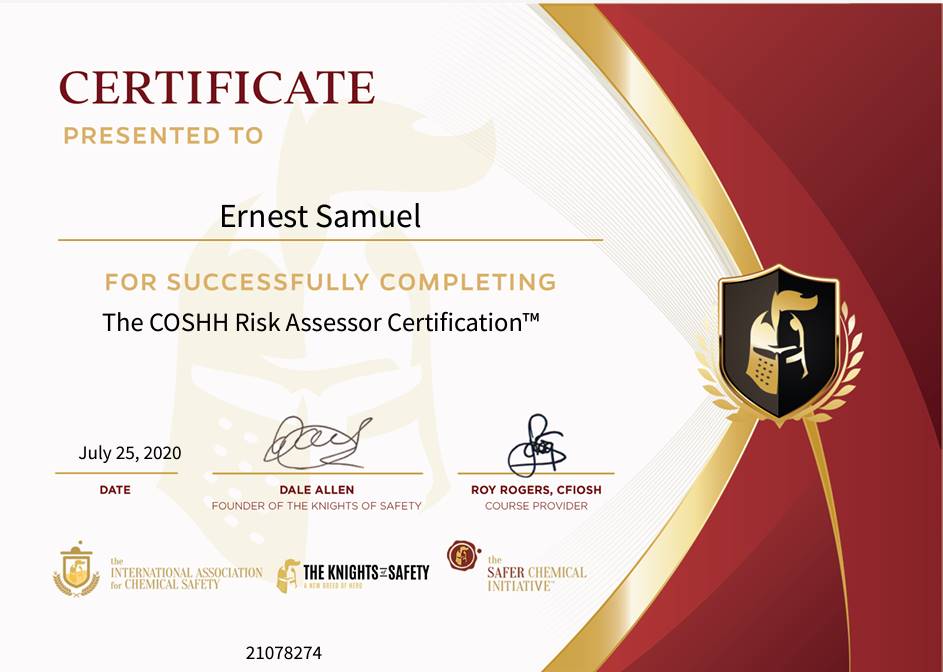 CERTIFICATE
PRESENTED TO
Ernest Samuel
FOR SUCCESSFULLY COMPLETING
The COSHH Risk Assessor Certification™
July 25, 2020
DATE
DALE ALLEN
FOUNDER OF THE KNIGHTS OF SAFETY
ROY ROGERS, CFIOSH
COURSE PROVIDER
the
INTERNATIONAL ASSOCIATION
for CHEMICAL SAFETY
THE KNIGHTS OF SAFETY
A NEW BREED OF HERO
the
SAFER CHEMICAL
INITIATIVE™
21078274